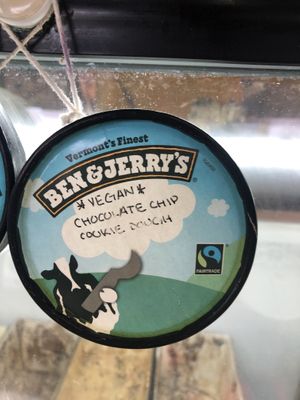 Vermont's Finest
BEN & JERRY'S
*VEGAN*
CHOCOLATE CHIP
COOKIE DOUGH
FAIRTRADE